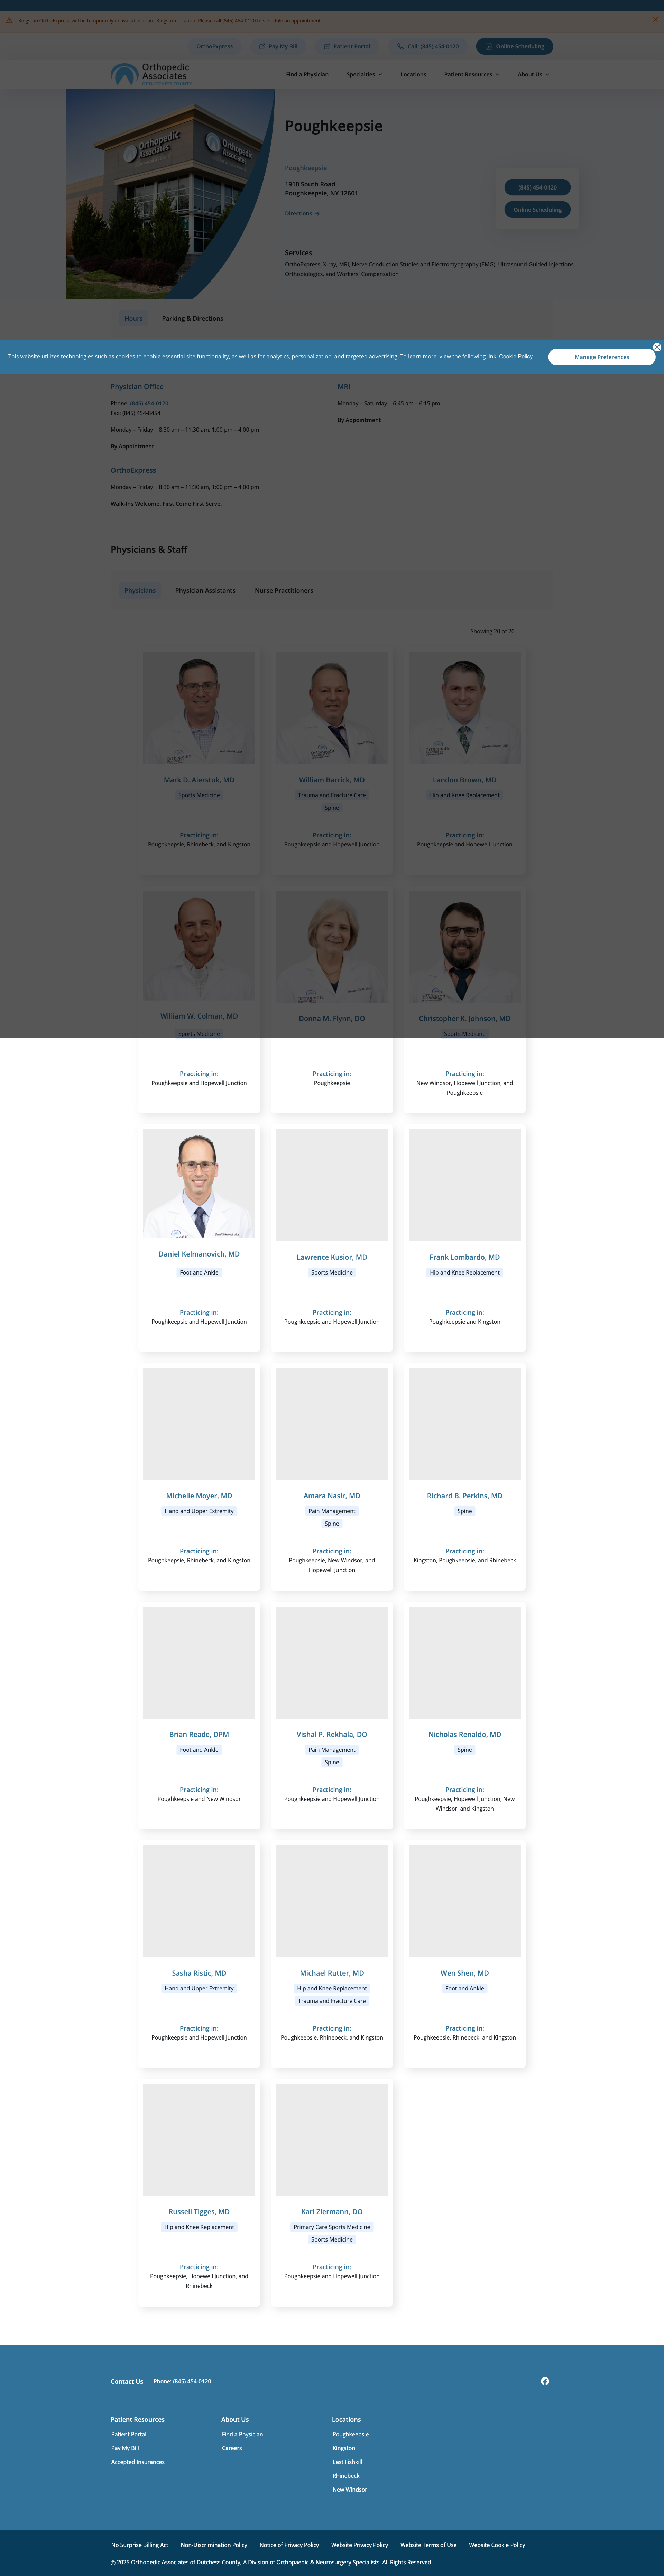 Kingston OrthoExpress will be temporarily unavailable at our Kingston location. Please call (845) 454-0120 to schedule an appointment.
OrthoExpress
Pay My Bill
Patient Portal
Call: (845) 454-0120
Online Scheduling
Orthopedic
Associates
OF DUTCHESS COUNTY
Find a Physician
Specialties
Locations
Patient Resources
About Us
Orthopedic
Associates
Orthopedic
Associates
Poughkeepsie
Poughkeepsie
1910 South Road
Poughkeepsie, NY 12601
Directions
(845) 454-0120
Online Scheduling
Services
OrthoExpress, X-ray, MRI, Nerve Conduction Studies and Electromyography (EMG), Ultrasound-Guided Injections,
Orthobiologics, and Workers' Compensation
Hours
Parking & Directions
This website utilizes technologies such as cookies to enable essential site functionality, as well as for analytics, personalization, and targeted advertising. To learn more, view the following link: Cookie Policy
Manage Preferences
Physician Office
Phone: (845) 454-0120
Fax: (845) 454-8454
Monday – Friday | 8:30 am – 11:30 am, 1:00 pm – 4:00 pm
By Appointment
MRI
Monday – Saturday | 6:45 am – 6:15 pm
By Appointment
OrthoExpress
Monday – Friday | 8:30 am – 11:30 am, 1:00 pm – 4:00 pm
Walk-Ins Welcome. First Come First Serve.
Physicians & Staff
Physicians
Physician Assistants
Nurse Practitioners
Showing 20 of 20
Mark D. Aierstok, MD
Sports Medicine
Practicing in:
Poughkeepsie, Rhinebeck, and Kingston
William Barrick, MD
Trauma and Fracture Care
Spine
Practicing in:
Poughkeepsie and Hopewell Junction
Landon Brown, MD
Hip and Knee Replacement
Practicing in:
Poughkeepsie and Hopewell Junction
William W. Colman, MD
Sports Medicine
Practicing in:
Poughkeepsie and Hopewell Junction
Donna M. Flynn, DO
Practicing in:
Poughkeepsie
Christopher K. Johnson, MD
Sports Medicine
Practicing in:
New Windsor, Hopewell Junction, and
Poughkeepsie
Daniel Kelmanovich, MD
Foot and Ankle
Practicing in:
Poughkeepsie and Hopewell Junction
Lawrence Kusior, MD
Sports Medicine
Practicing in:
Poughkeepsie and Hopewell Junction
Frank Lombardo, MD
Hip and Knee Replacement
Practicing in:
Poughkeepsie and Kingston
Michelle Moyer, MD
Hand and Upper Extremity
Practicing in:
Poughkeepsie, Rhinebeck, and Kingston
Amara Nasir, MD
Pain Management
Spine
Practicing in:
Poughkeepsie, New Windsor, and
Hopewell Junction
Richard B. Perkins, MD
Spine
Practicing in:
Kingston, Poughkeepsie, and Rhinebeck
Brian Reade, DPM
Foot and Ankle
Practicing in:
Poughkeepsie and New Windsor
Vishal P. Rekhala, DO
Pain Management
Spine
Practicing in:
Poughkeepsie and Hopewell Junction
Nicholas Renaldo, MD
Spine
Practicing in:
Poughkeepsie, Hopewell Junction, New
Windsor, and Kingston
Sasha Ristic, MD
Hand and Upper Extremity
Practicing in:
Poughkeepsie and Hopewell Junction
Michael Rutter, MD
Hip and Knee Replacement
Trauma and Fracture Care
Practicing in:
Poughkeepsie, Rhinebeck, and Kingston
Wen Shen, MD
Foot and Ankle
Practicing in:
Poughkeepsie, Rhinebeck, and Kingston
Russell Tigges, MD
Hip and Knee Replacement
Practicing in:
Poughkeepsie, Hopewell Junction, and
Rhinebeck
Karl Ziermann, DO
Primary Care Sports Medicine
Sports Medicine
Practicing in:
Poughkeepsie and Hopewell Junction
Contact Us
Phone: (845) 454-0120
Patient Resources
Patient Portal
Pay My Bill
Accepted Insurances
About Us
Find a Physician
Careers
Locations
Poughkeepsie
Kingston
East Fishkill
Rhinebeck
New Windsor
No Surprise Billing Act
Non-Discrimination Policy
Notice of Privacy Policy
Website Privacy Policy
Website Terms of Use
Website Cookie Policy
© 2025 Orthopedic Associates of Dutchess County, A Division of Orthopaedic & Neurosurgery Specialists. All Rights Reserved.